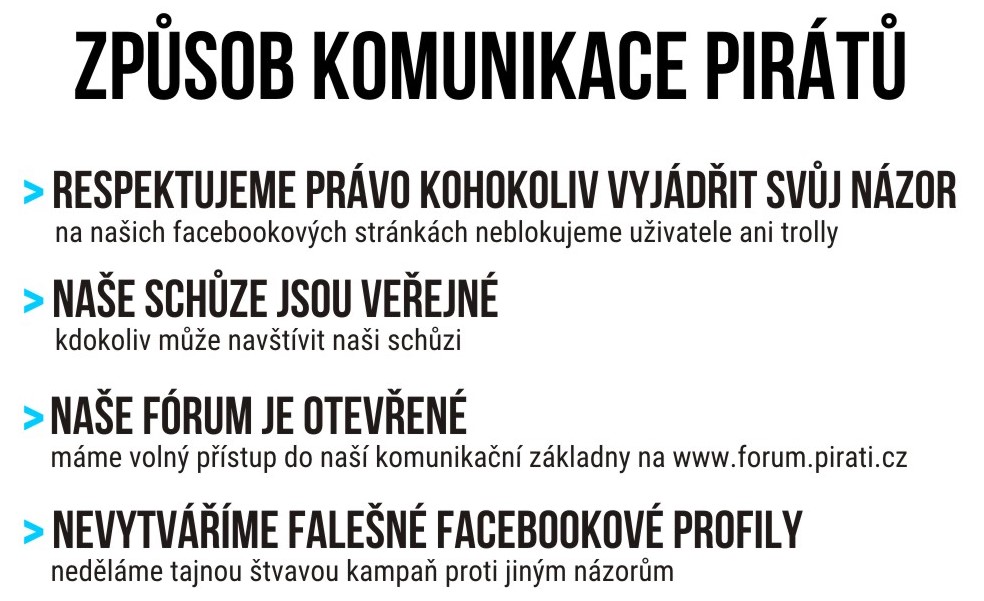 ZPŮSOB KOMUNIKACE PIRÁTŮ
> RESPEKTUJEME PRÁVO KOHOKOLIV VYJÁDŘIT SVŮJ NÁZOR
na našich facebookových stránkách neblokujeme uživatele ani trolly
> NAŠE SCHŮZE JSOU VEŘEJNÉ
kdokoliv může navštívit naši schůzi
> NAŠE FÓRUM JE OTEVŘENÉ
máme volný přístup do naší komunikační základny na www.forum.pirati.cz
> NEVYTVÁŘÍME FALEŠNÉ FACEBOOKOVÉ PROFILY
neděláme tajnou štvavou kampaň proti jiným názorům